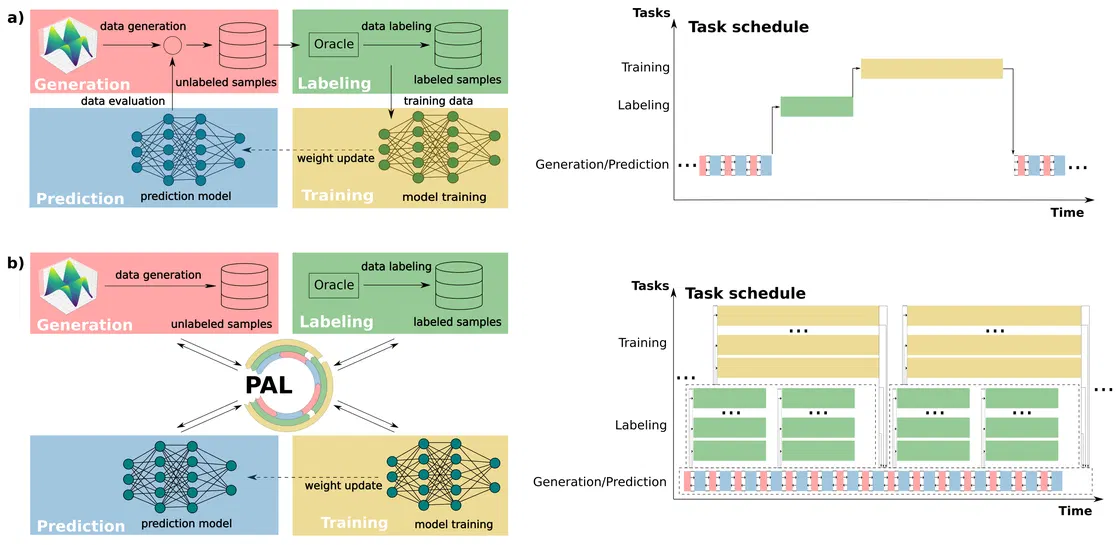 a)
data generation
unlabeled samples
Generation
Oracle
data labeling
labeled samples
Labeling
data evaluation
training data
weight update
prediction model
Prediction
Training
model training
Tasks
Task schedule
Training
Labeling
Generation/Prediction
...
...
Time
b)
data generation
unlabeled samples
Generation
Oracle
data labeling
labeled samples
Labeling
PAL
weight update
prediction model
Prediction
Training
model training
Tasks
Task schedule
...
...
Training
...
...
...
...
...
...
Labeling
Generation/Prediction
Time